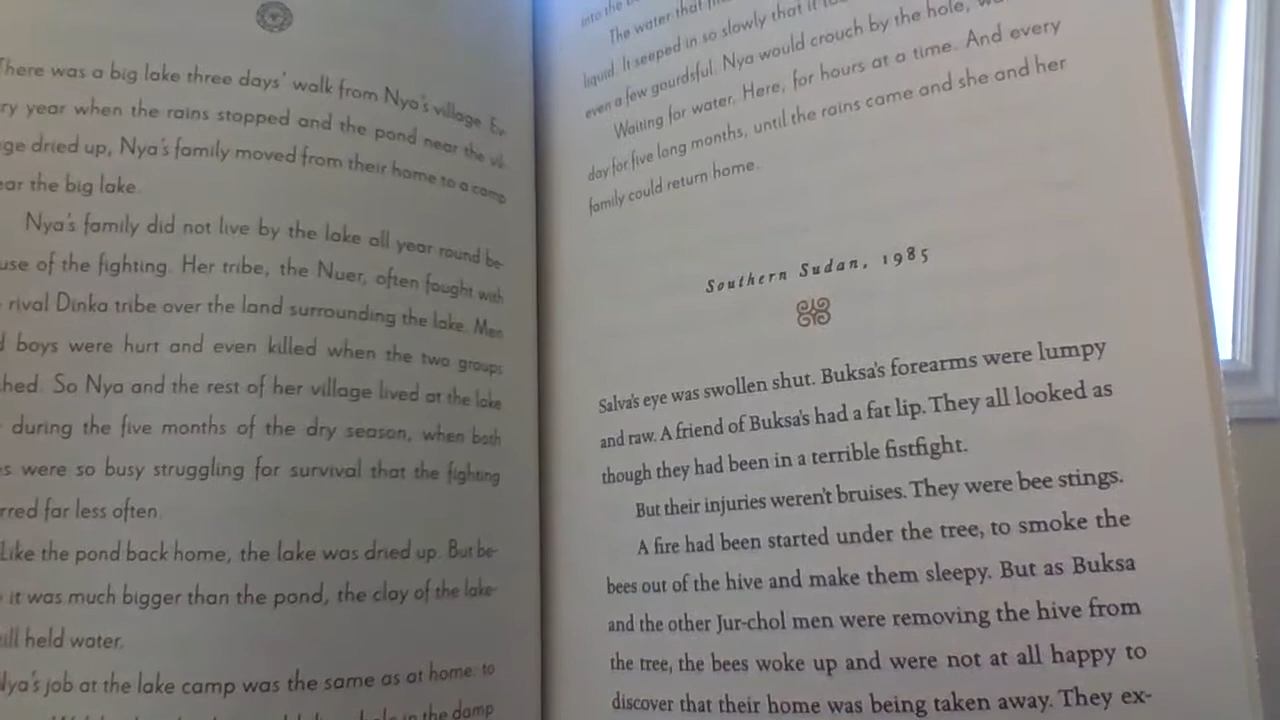 There was a big lake three days' walk from Nya's village. Ev-
ry year when the rains stopped and the pond near the vil-
ge dried up, Nya's family moved from their home to a camp
ear the big lake.
Nya's family did not live by the lake all year round be-
use of the fighting. Her tribe, the Nuer, often fought with
rival Dinka tribe over the land surrounding the lake. Men
d boys were hurt and even killed when the two groups
hed. So Nya and the rest of her village lived at the lake
during the five months of the dry season, when both
s were so busy struggling for survival that the fighting
rred far less often.
Like the pond back home, the lake was dried up. But be-
it was much bigger than the pond, the clay of the lake-
ill held water.
Nya's job at the lake camp was the same as at home: to
in the damp
into the
The water that
liquid. It seeped in so slowly that it
even a few gourdsful. Nya would crouch by the hole,
Waiting for water. Here, for hours at a time. And every
day for five long months, until the rains came and she and her
family could return home.
Southern Sudan, 1985
Salva's eye was swollen shut. Buksa's forearms were lumpy
and raw. A friend of Buksa's had a fat lip. They all looked as
though they had been in a terrible fistfight.
But their injuries weren't bruises. They were bee stings.
A fire had been started under the tree, to smoke the
bees out of the hive and make them sleepy. But as Buksa
and the other Jur-chol men were removing the hive from
the tree, the bees woke up and were not at all happy to
discover that their home was being taken away. They ex-